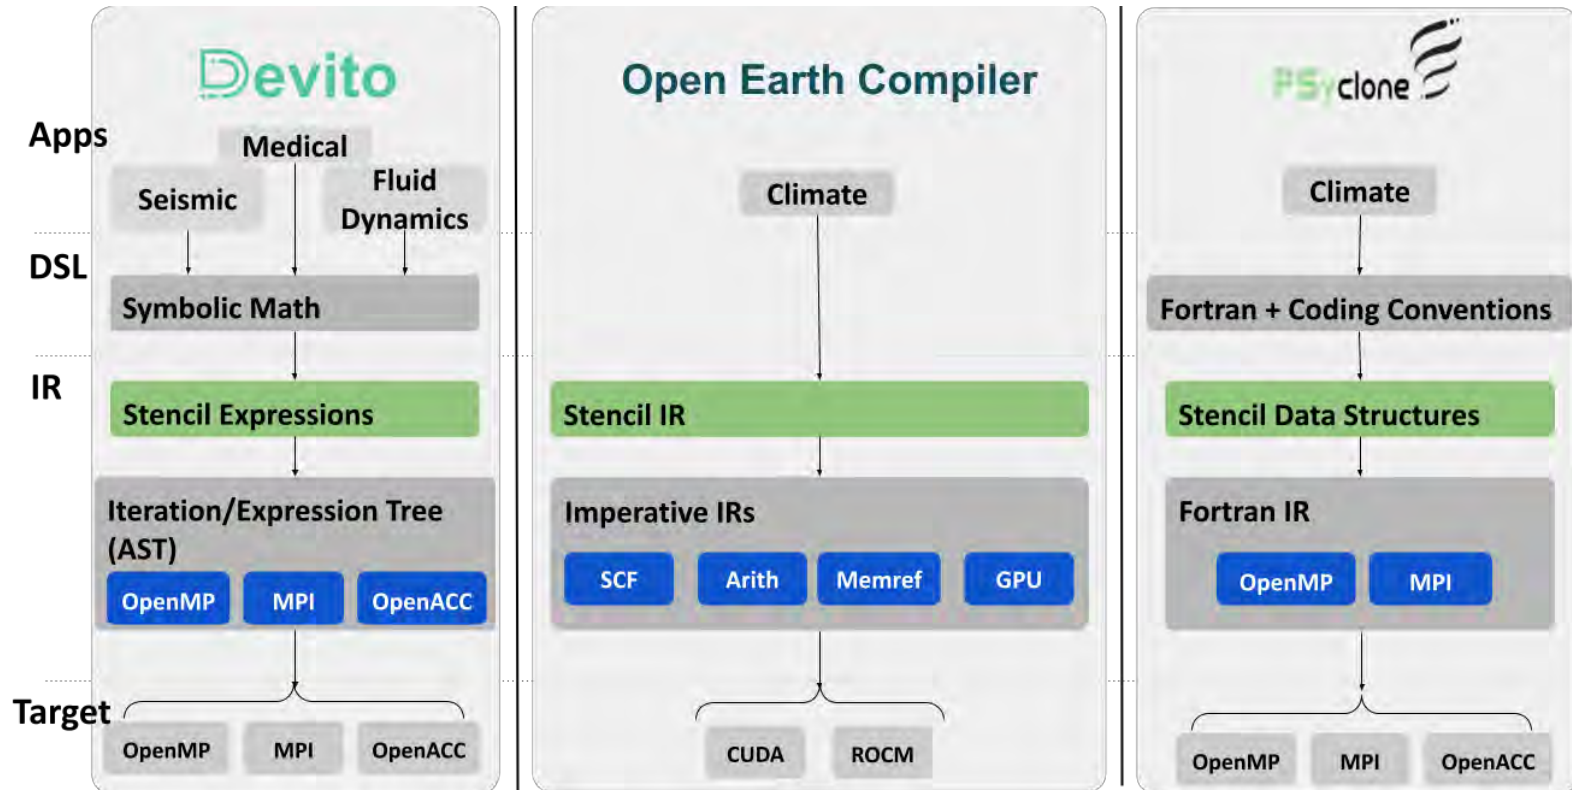 Devito
Open Earth Compiler
PSyclone
Apps
Medical
Seismic
Fluid
Dynamics
Climate
Climate
DSL
Symbolic Math
Fortran + Coding Conventions
IR
Stencil Expressions
Stencil IR
Stencil Data Structures
Iteration/Expression Tree
(AST)
OpenMP
MPI
OpenACC
Imperative IRs
SCF
Arith
Memref
GPU
Fortran IR
OpenMP
MPI
Target
OpenMP
MPI
OpenACC
CUDA
ROCM
OpenMP
MPI
OpenACC